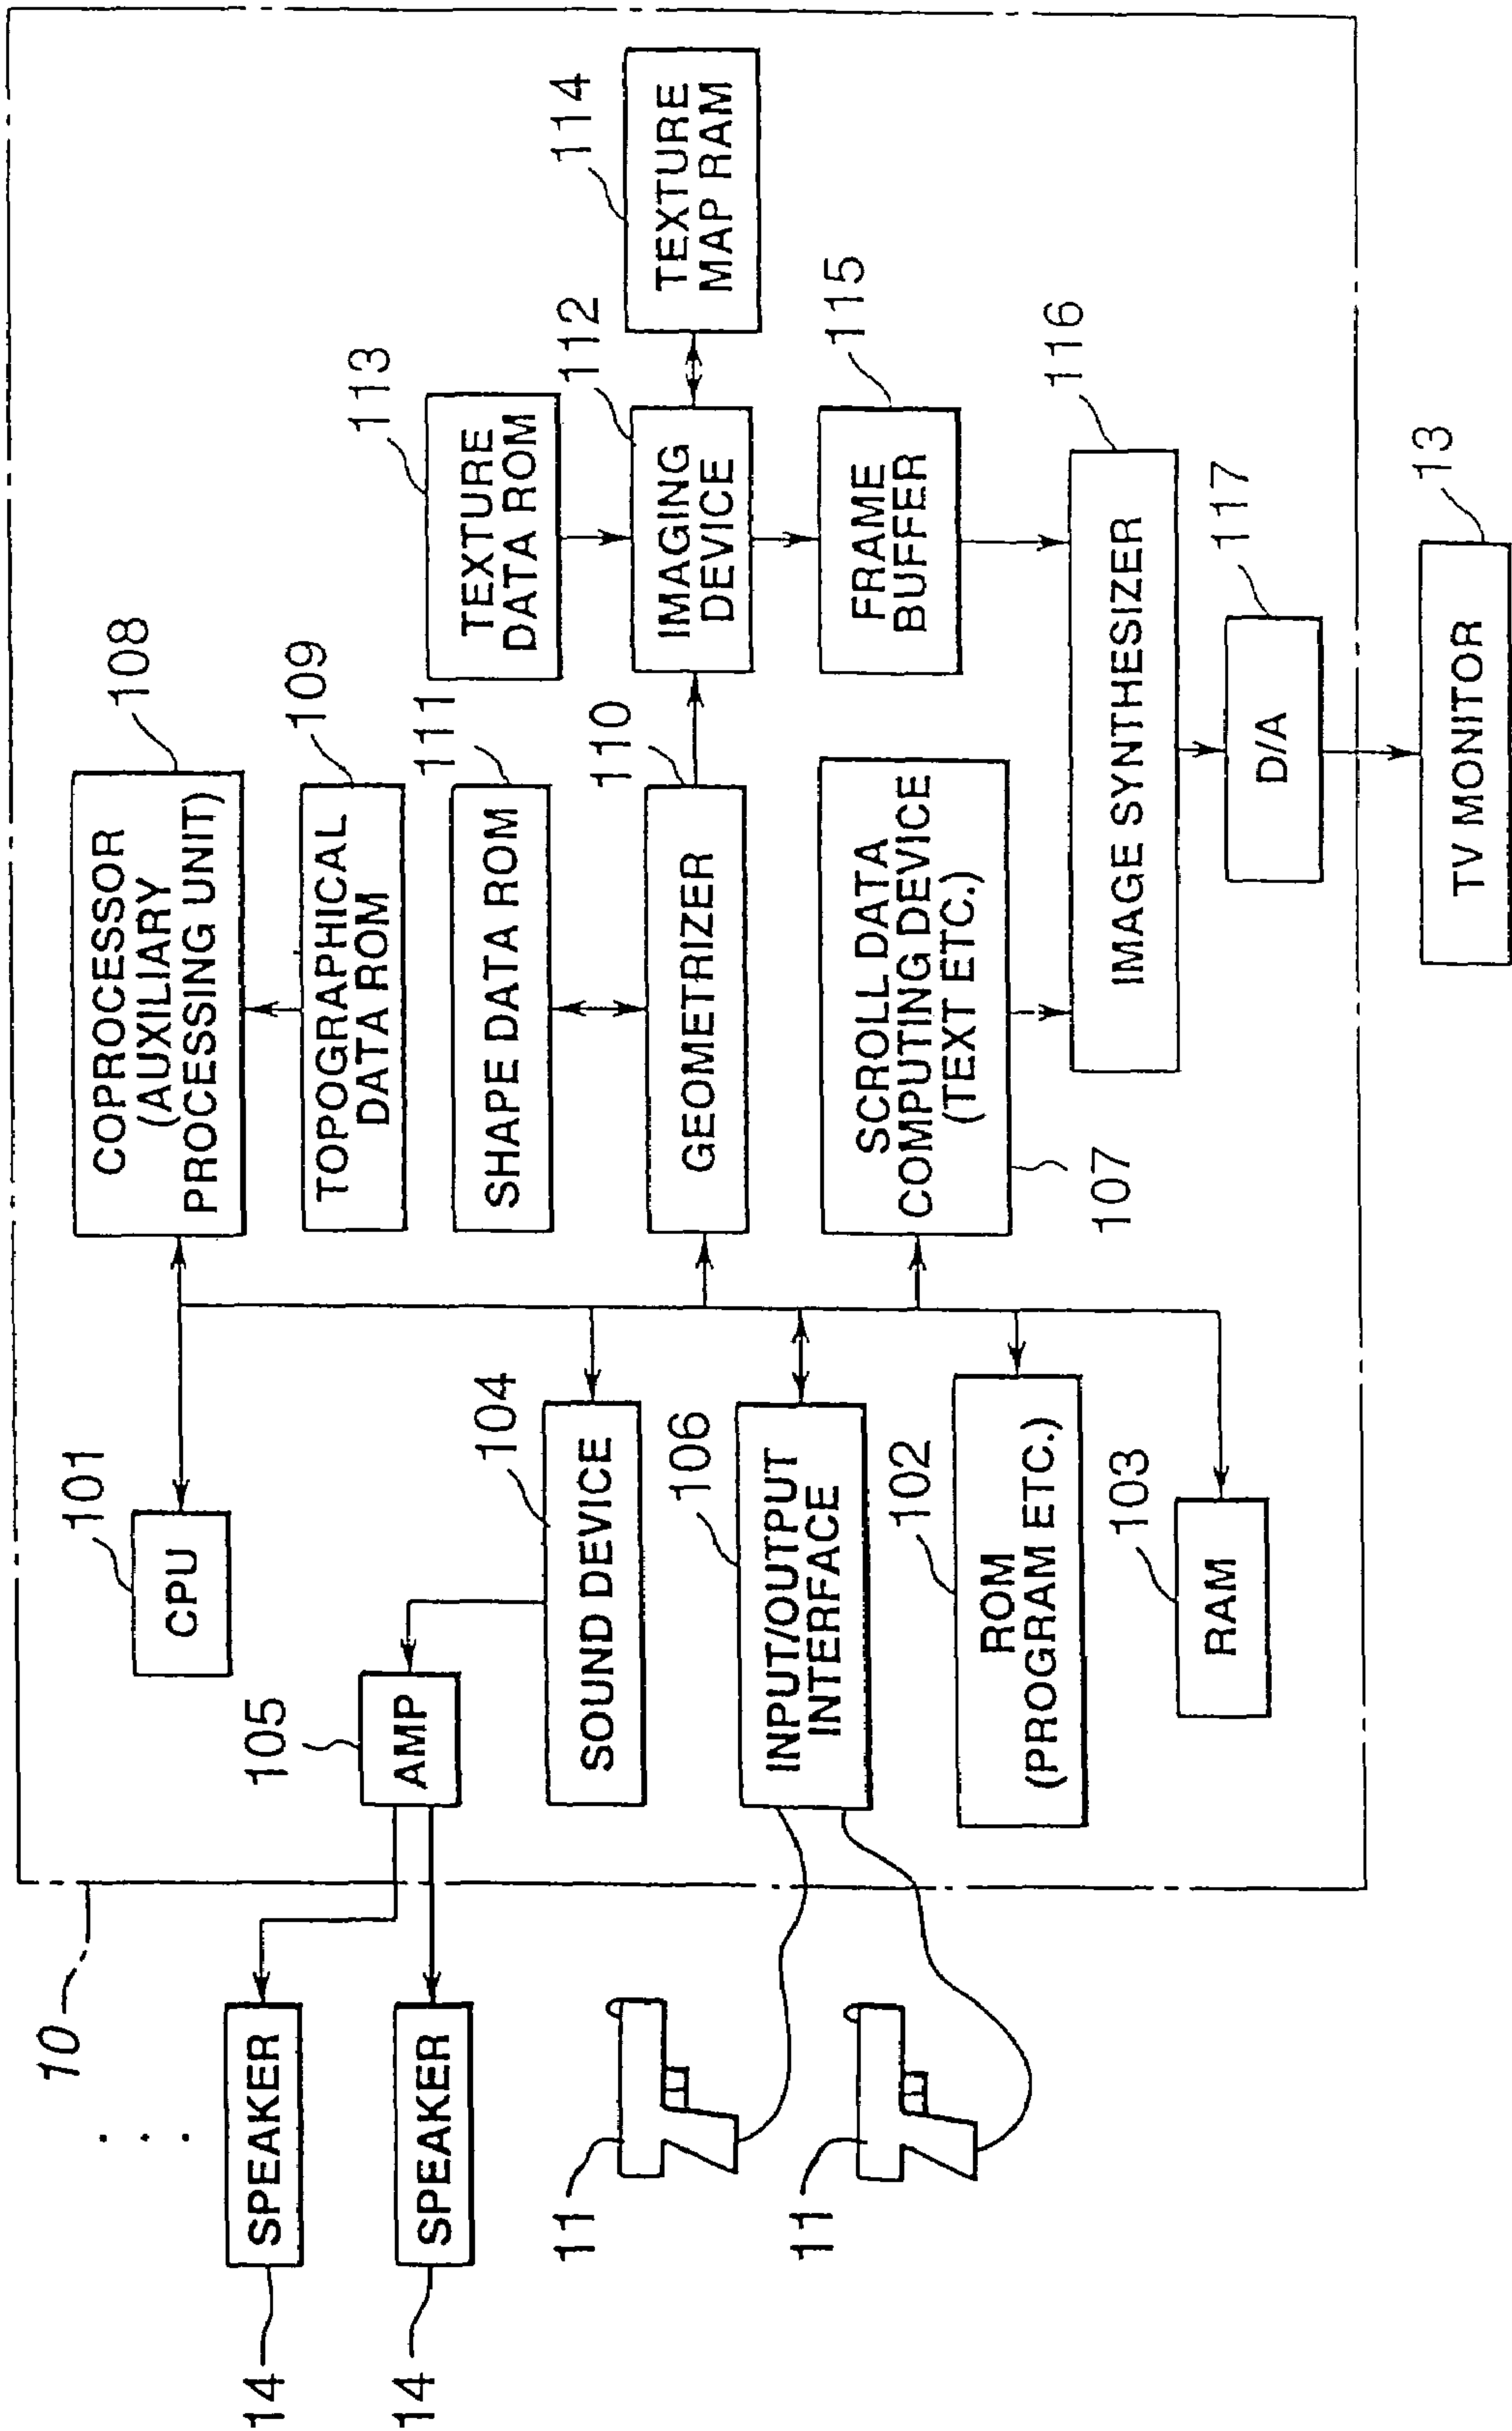 10
101
CPU
108
COPROCESSOR
(AUXILIARY
PROCESSING UNIT)
109
TOPOGRAPHICAL
DATA ROM
113
TEXTURE
DATA ROM
14
SPEAKER
105
AMP
111
SHAPE DATA ROM
112
IMAGING
DEVICE
114
TEXTURE
MAP RAM
14
SPEAKER
104
SOUND DEVICE
110
GEOMETRIZER
115
FRAME
BUFFER
11
106
INPUT/OUTPUT
INTERFACE
SCROLL DATA
COMPUTING DEVICE
(TEXT ETC.)
107
11
102
ROM
(PROGRAM ETC.)
116
IMAGE SYNTHESIZER
103
RAM
117
D/A
13
TV MONITOR